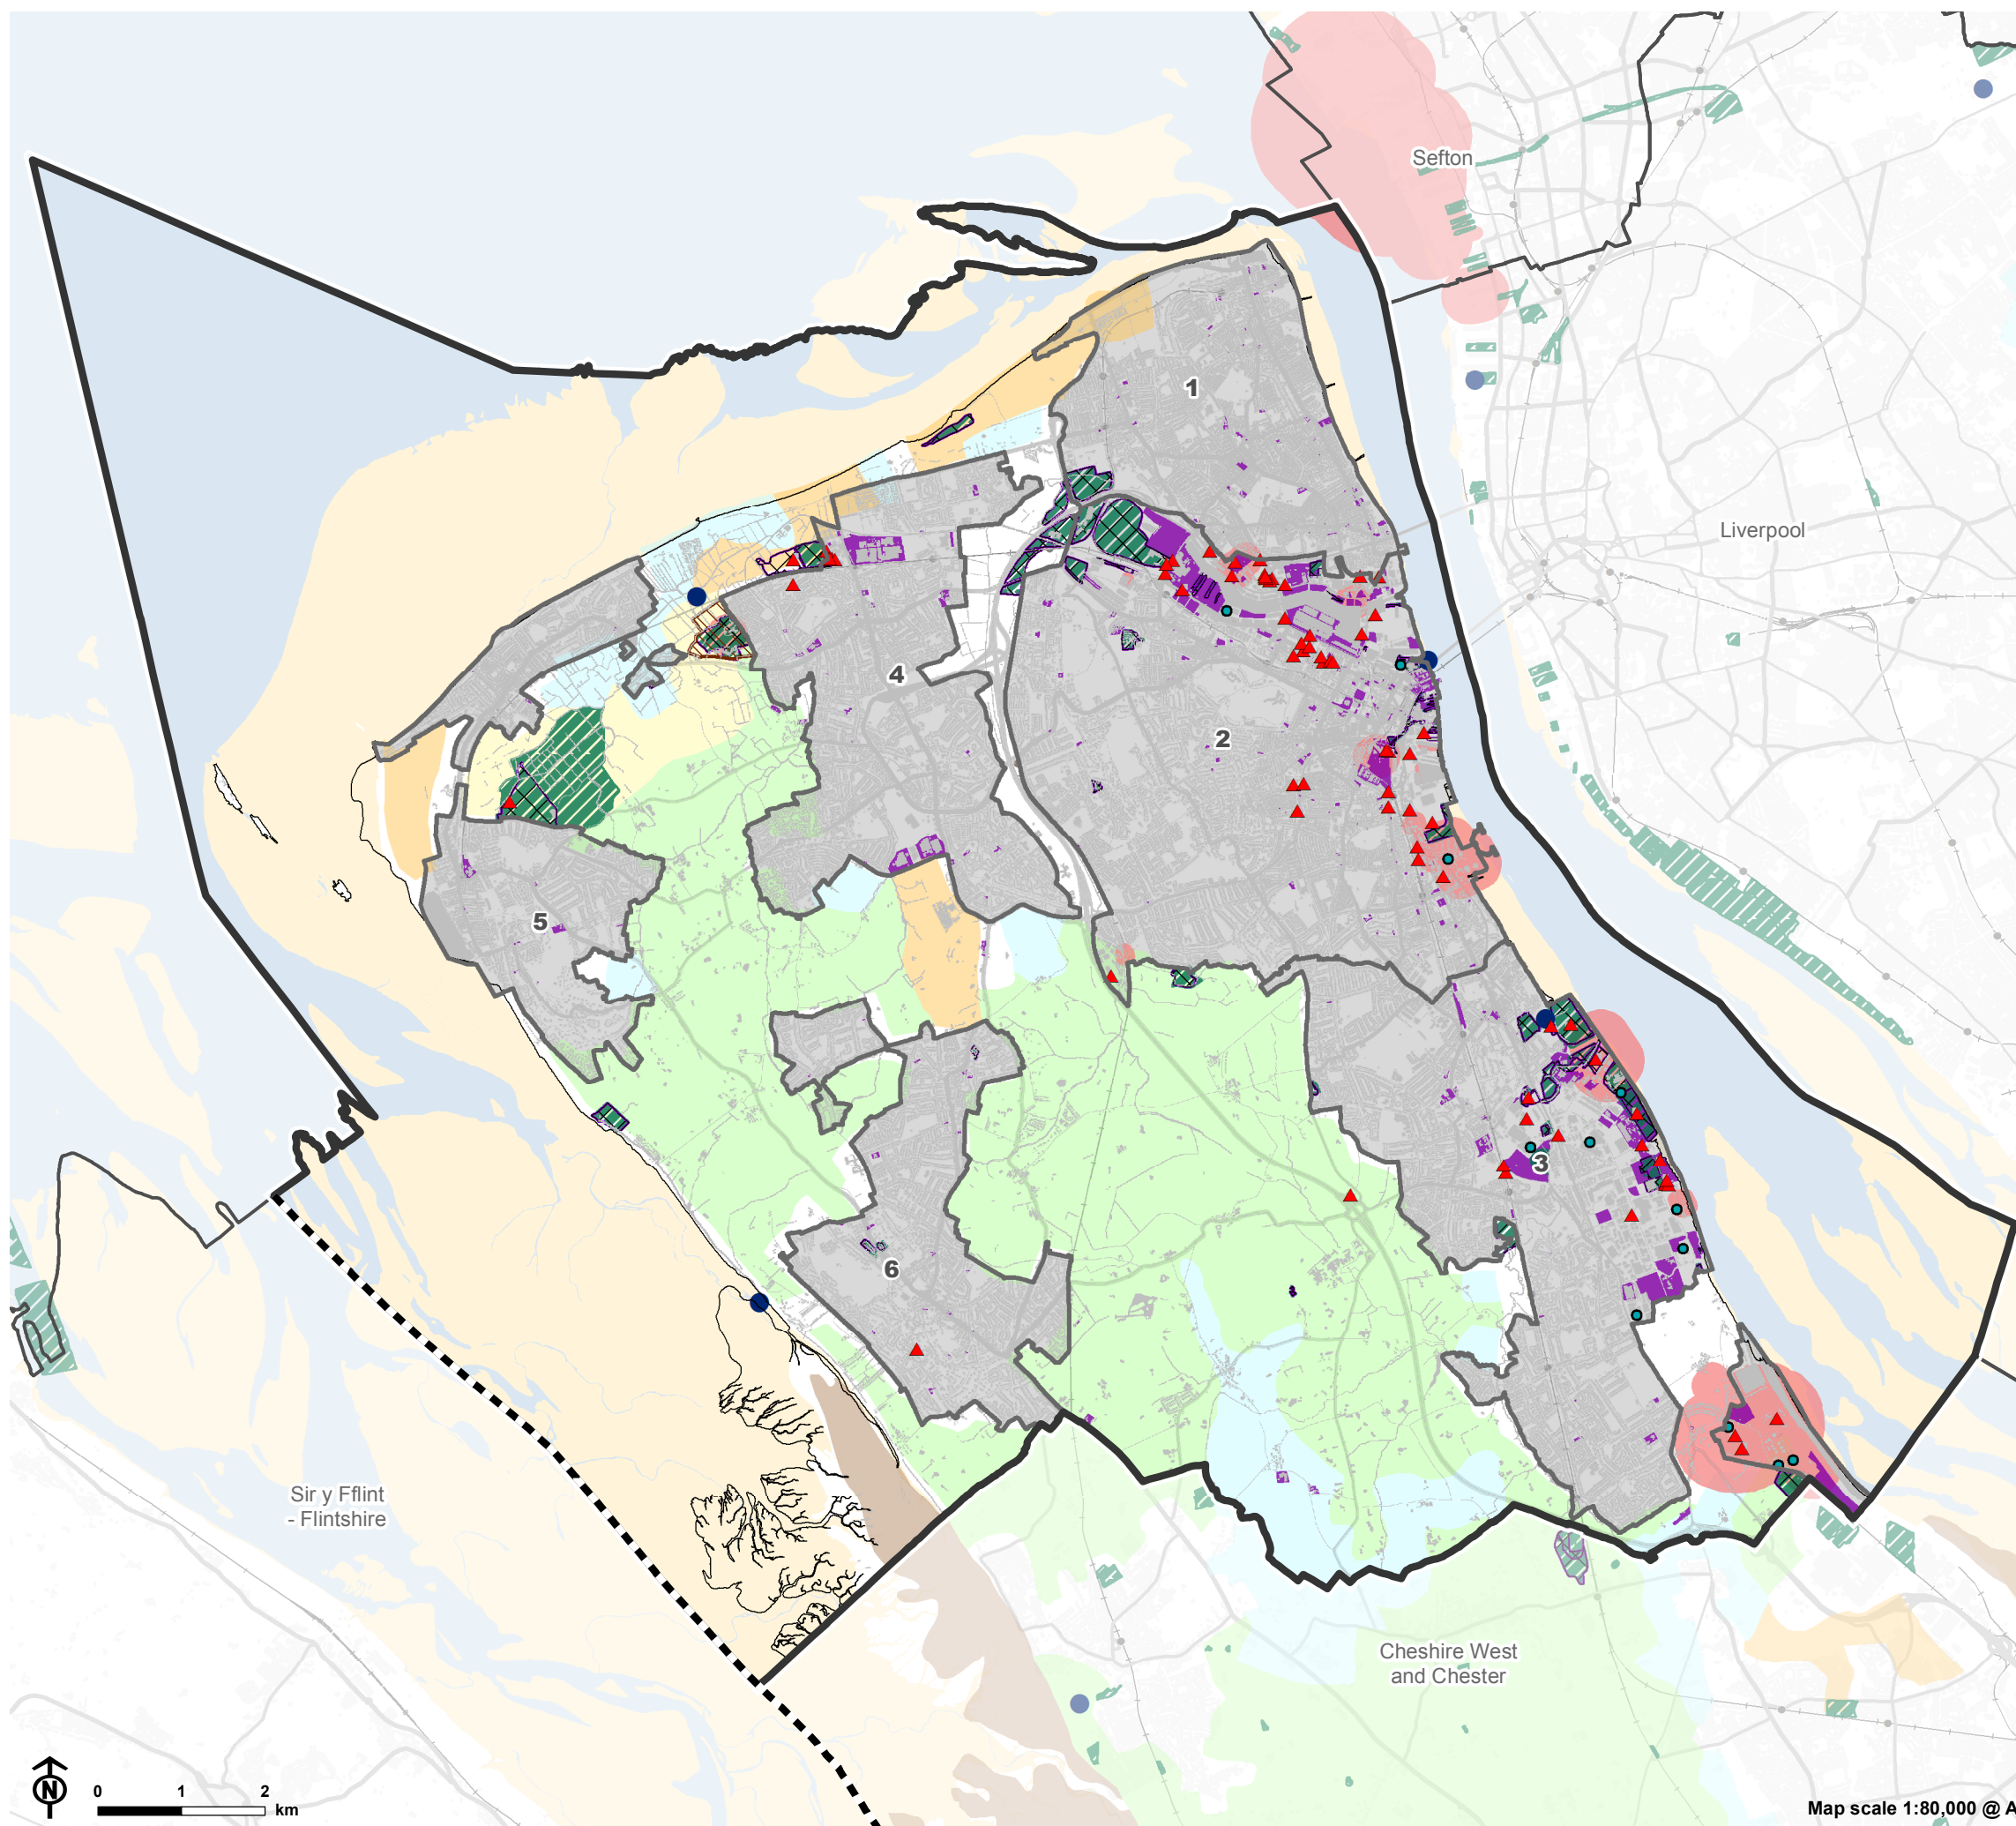 Sefton
1
Liverpool
4
2
5
3
6
Sir y Fflint
- Flintshire
Cheshire West
and Chester
N
0 1 2
km
Map scale 1:80,000 @ A